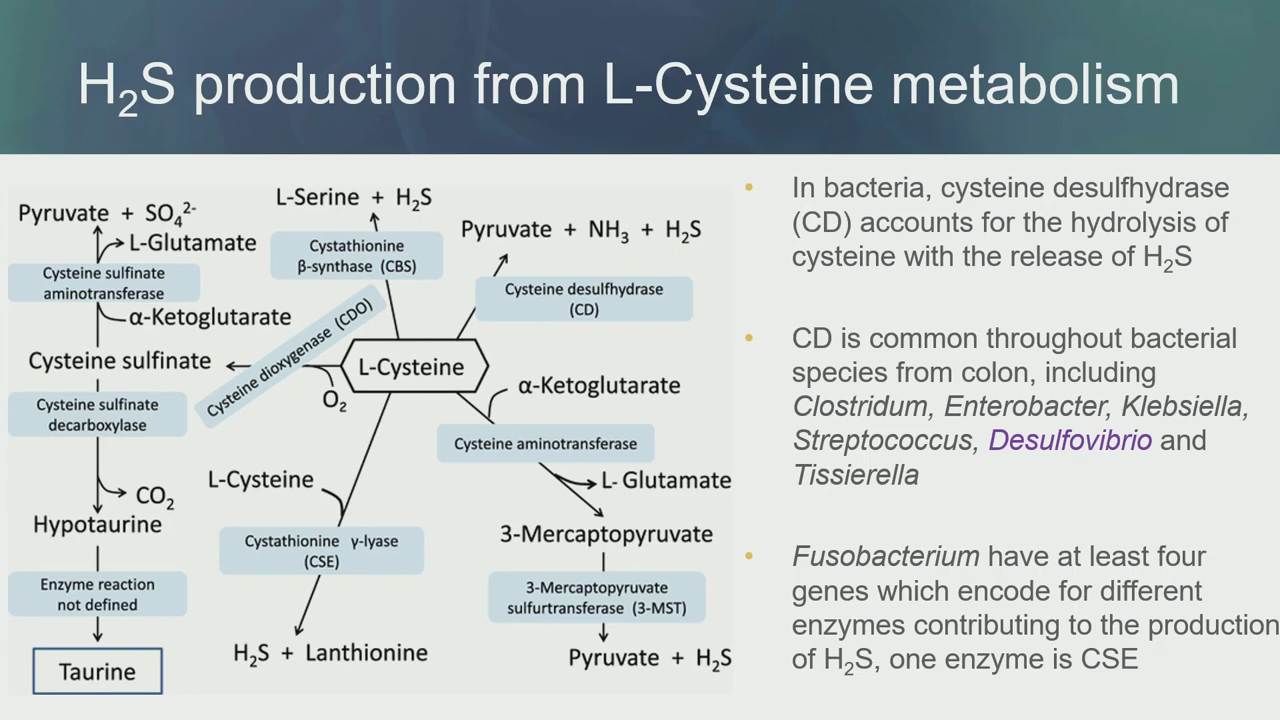 H₂S production from L-Cysteine metabolism
Pyruvate + SO₄²⁻
L-Glutamate
Cysteine sulfinate
aminotransferase
α-Ketoglutarate
Cysteine sulfinate
Cysteine sulfinate
decarboxylase
CO₂
Hypotaurine
Enzyme reaction
not defined
Taurine
L-Serine + H₂S
Cystathionine
β-synthase (CBS)
Cysteine dioxygenase (CDO)
O₂
L-Cysteine
Pyruvate + NH₃ + H₂S
Cysteine desulfhydrase
(CD)
L-Cysteine
Cystathionine γ-lyase
(CSE)
H₂S + Lanthionine
α-Ketoglutarate
Cysteine aminotransferase
L- Glutamate
3-Mercaptopyruvate
3-Mercaptopyruvate
sulfurtransferase (3-MST)
Pyruvate + H₂S
• In bacteria, cysteine desulfhydrase
(CD) accounts for the hydrolysis of
cysteine with the release of H₂S
• CD is common throughout bacterial
species from colon, including
Clostridum, Enterobacter, Klebsiella,
Streptococcus, Desulfovibrio and
Tissierella
• Fusobacterium have at least four
genes which encode for different
enzymes contributing to the production
of H₂S, one enzyme is CSE